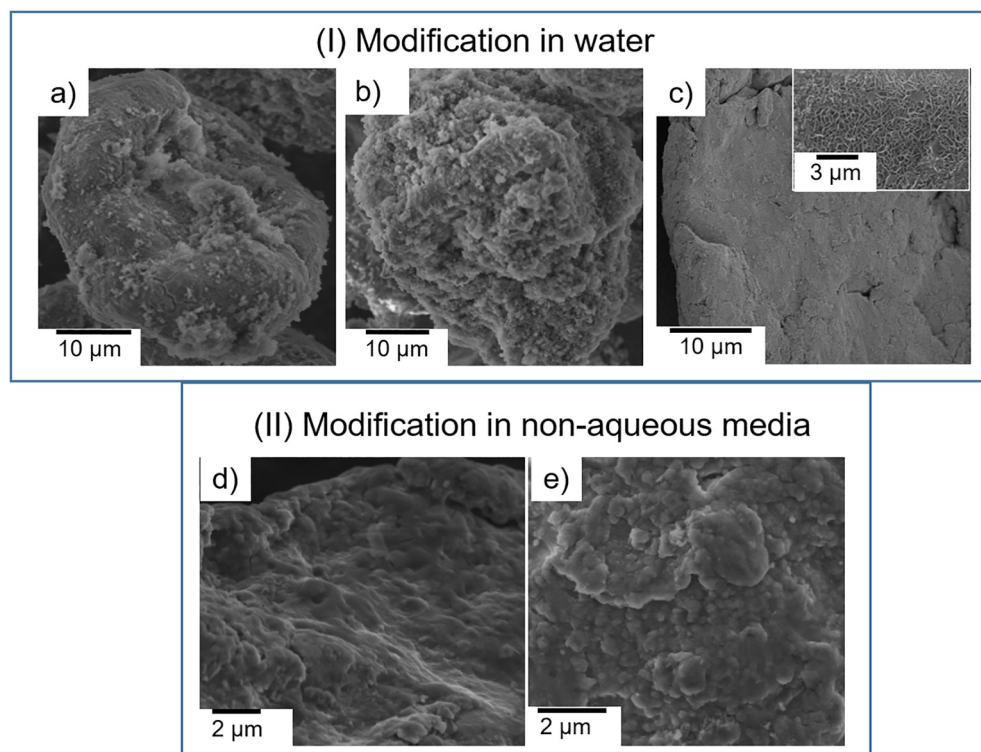 (I) Modification in water
a)
b)
c)
3 μm
10 μm
10 μm
10 μm
(II) Modification in non-aqueous media
d)
e)
2 μm
2 μm